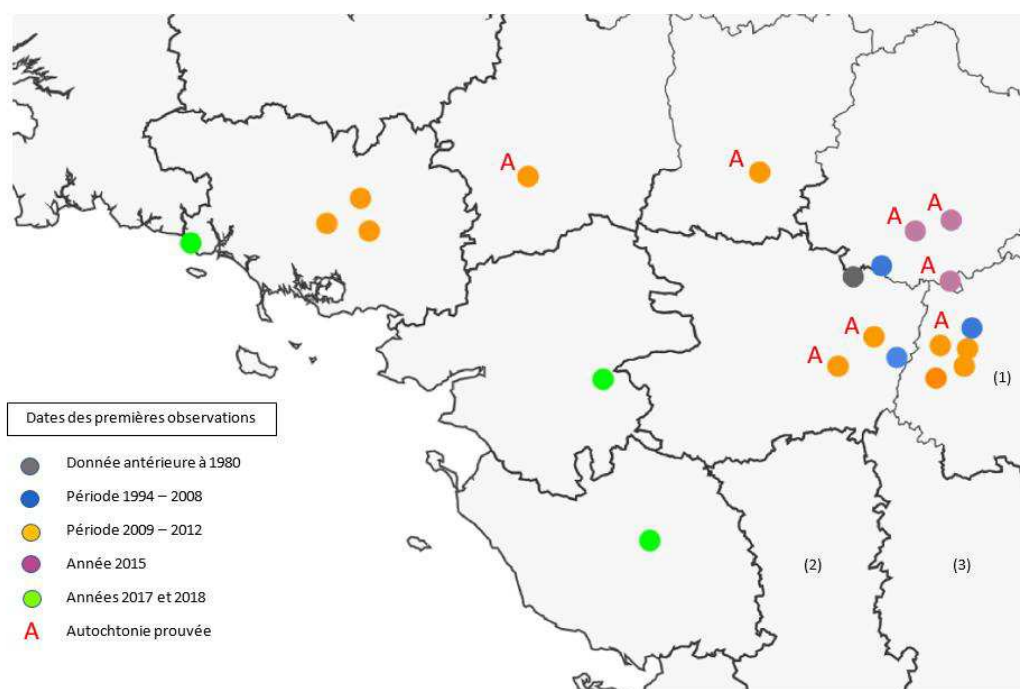 A
A
A
A
A
A
A
A
(1)
Dates des premières observations
Donnée antérieure à 1980
Période 1994 – 2008
Période 2009 – 2012
Année 2015
(2)
(3)
Années 2017 et 2018
A Autochtonie prouvée